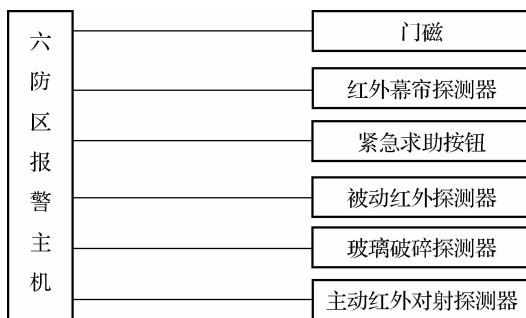 六防区报警主机
门磁
红外幕帘探测器
紧急求助按钮
被动红外探测器
玻璃破碎探测器
主动红外对射探测器